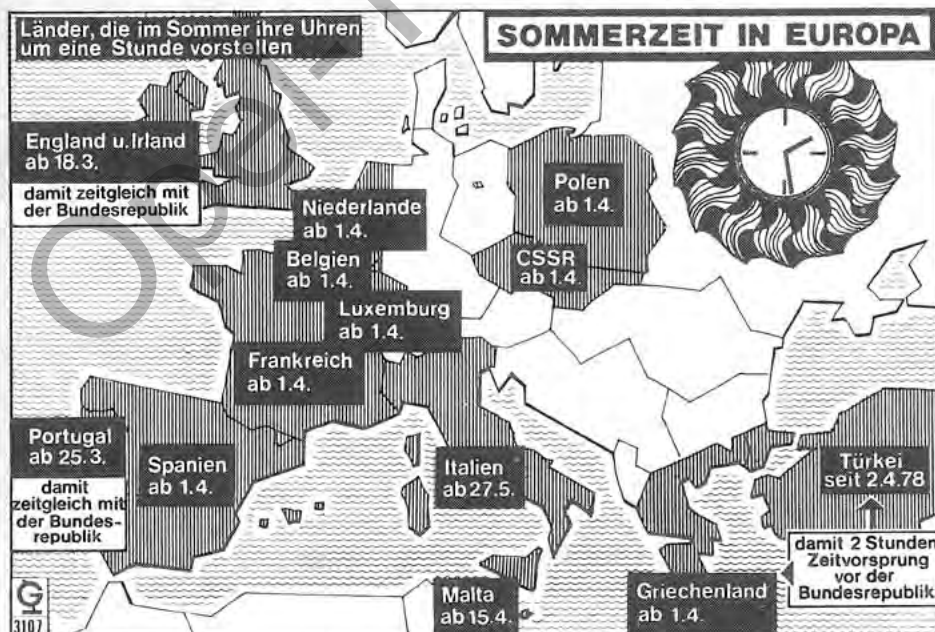 Länder, die im Sommer ihre Uhren
um eine Stunde vorstellen
SOMMERZEIT IN EUROPA
England u. Irland
ab 18.3.
damit zeitgleich mit
der Bundesrepublik
Niederlande
ab 1.4.
Polen
ab 1.4.
Belgien
ab 1.4.
CSSR
ab 1.4.
Luxemburg
ab 1.4.
Frankreich
ab 1.4.
Portugal
ab 25.3.
damit
zeitgleich mit
der Bundes-
republik
Spanien
ab 1.4.
Italien
ab 27.5.
Türkei
seit 2.4.78
damit 2 Stunden
Zeitvorsprung
vor der
Bundesrepublik
Malta
ab 15.4.
Griechenland
ab 1.4.
3107